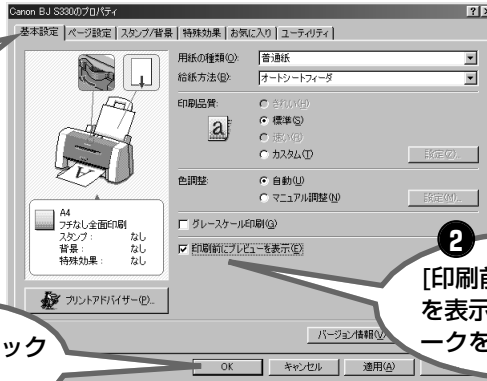 Canon BJ S330のプロパティ
基本設定 ページ設定 スタンプ/背景 特殊効果 お気に入り ユーティリティ
用紙の種類(Q): 普通紙
給紙方法(B): オートシートフィーダ
印刷品質: きれい(H)
標準(S)
速い(R)
カスタム(T) 設定(Z)...
色調整: 自動(U)
マニュアル調整(N) 設定(M)...
A4
フチなし全面印刷
スタンプ: なし
背景: なし
特殊効果: なし
グレースケール印刷(G)
印刷前にプレビューを表示(E)
プリントアドバイザー(P)...
バージョン情報(V)
OK キャンセル 適用(A)
2
[印刷前
を表示
ークを
ック